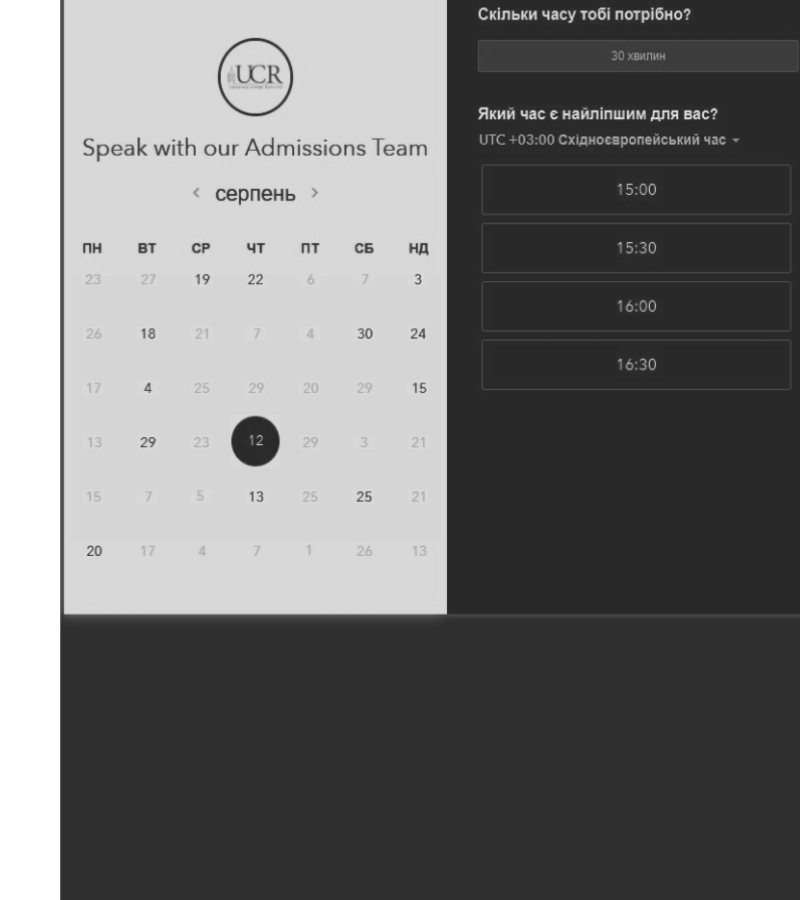 UCR
Speak with our Admissions Team
< серпень >
ПН ВТ СР ЧТ ПТ СБ НД
23 27 19 22 6 7 3
26 18 21 7 4 30 24
17 4 25 29 20 29 15
13 29 23 12 29 3 21
15 7 5 13 25 25 21
20 17 4 7 1 26 13
Скільки часу тобі потрібно?
30 хвилин
Який час є найліпшим для вас?
UTC +03:00 Східноєвропейський час
15:00
15:30
16:00
16:30